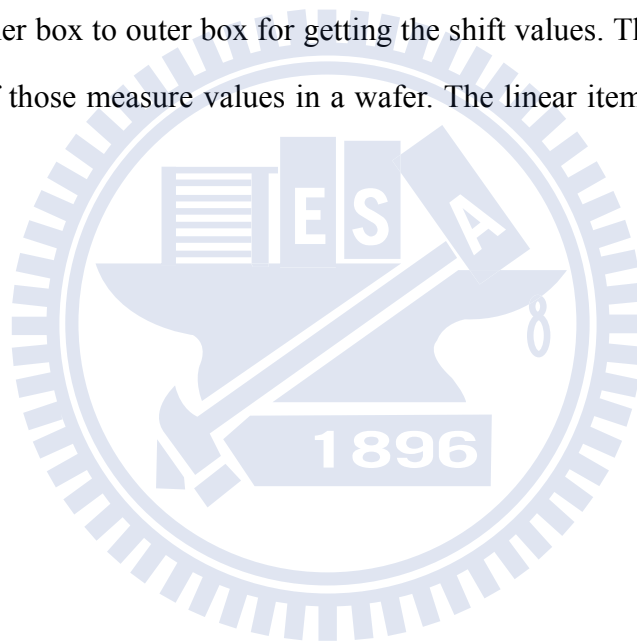 er box to outer box for getting the shift values. Th
those measure values in a wafer. The linear item
E S A
1896